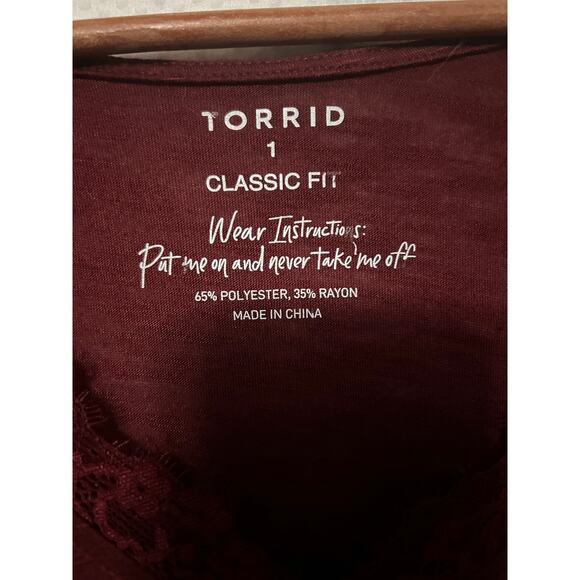 TORRID
1
CLASSIC FIT
Wear Instructions:
Put me on and never take me off
65% POLYESTER, 35% RAYON
MADE IN CHINA